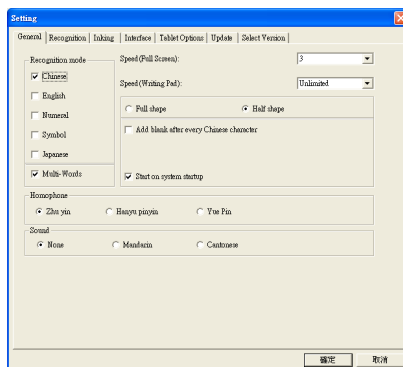 Setting
General Recognition Inking Interface Tablet Options Update Select Version
Recognition mode
Chinese
English
Numeral
Symbol
Japanese
Multi-Words
Speed(Full Screen): 3
Speed(Writing Pad): Unlimited
Full shape Half shape
Add blank after every Chinese character
Start on system startup
Homophone
Zhu yin Hanyu pinyin Yue Pin
Sound
None Mandarin Cantonese
確定 取消